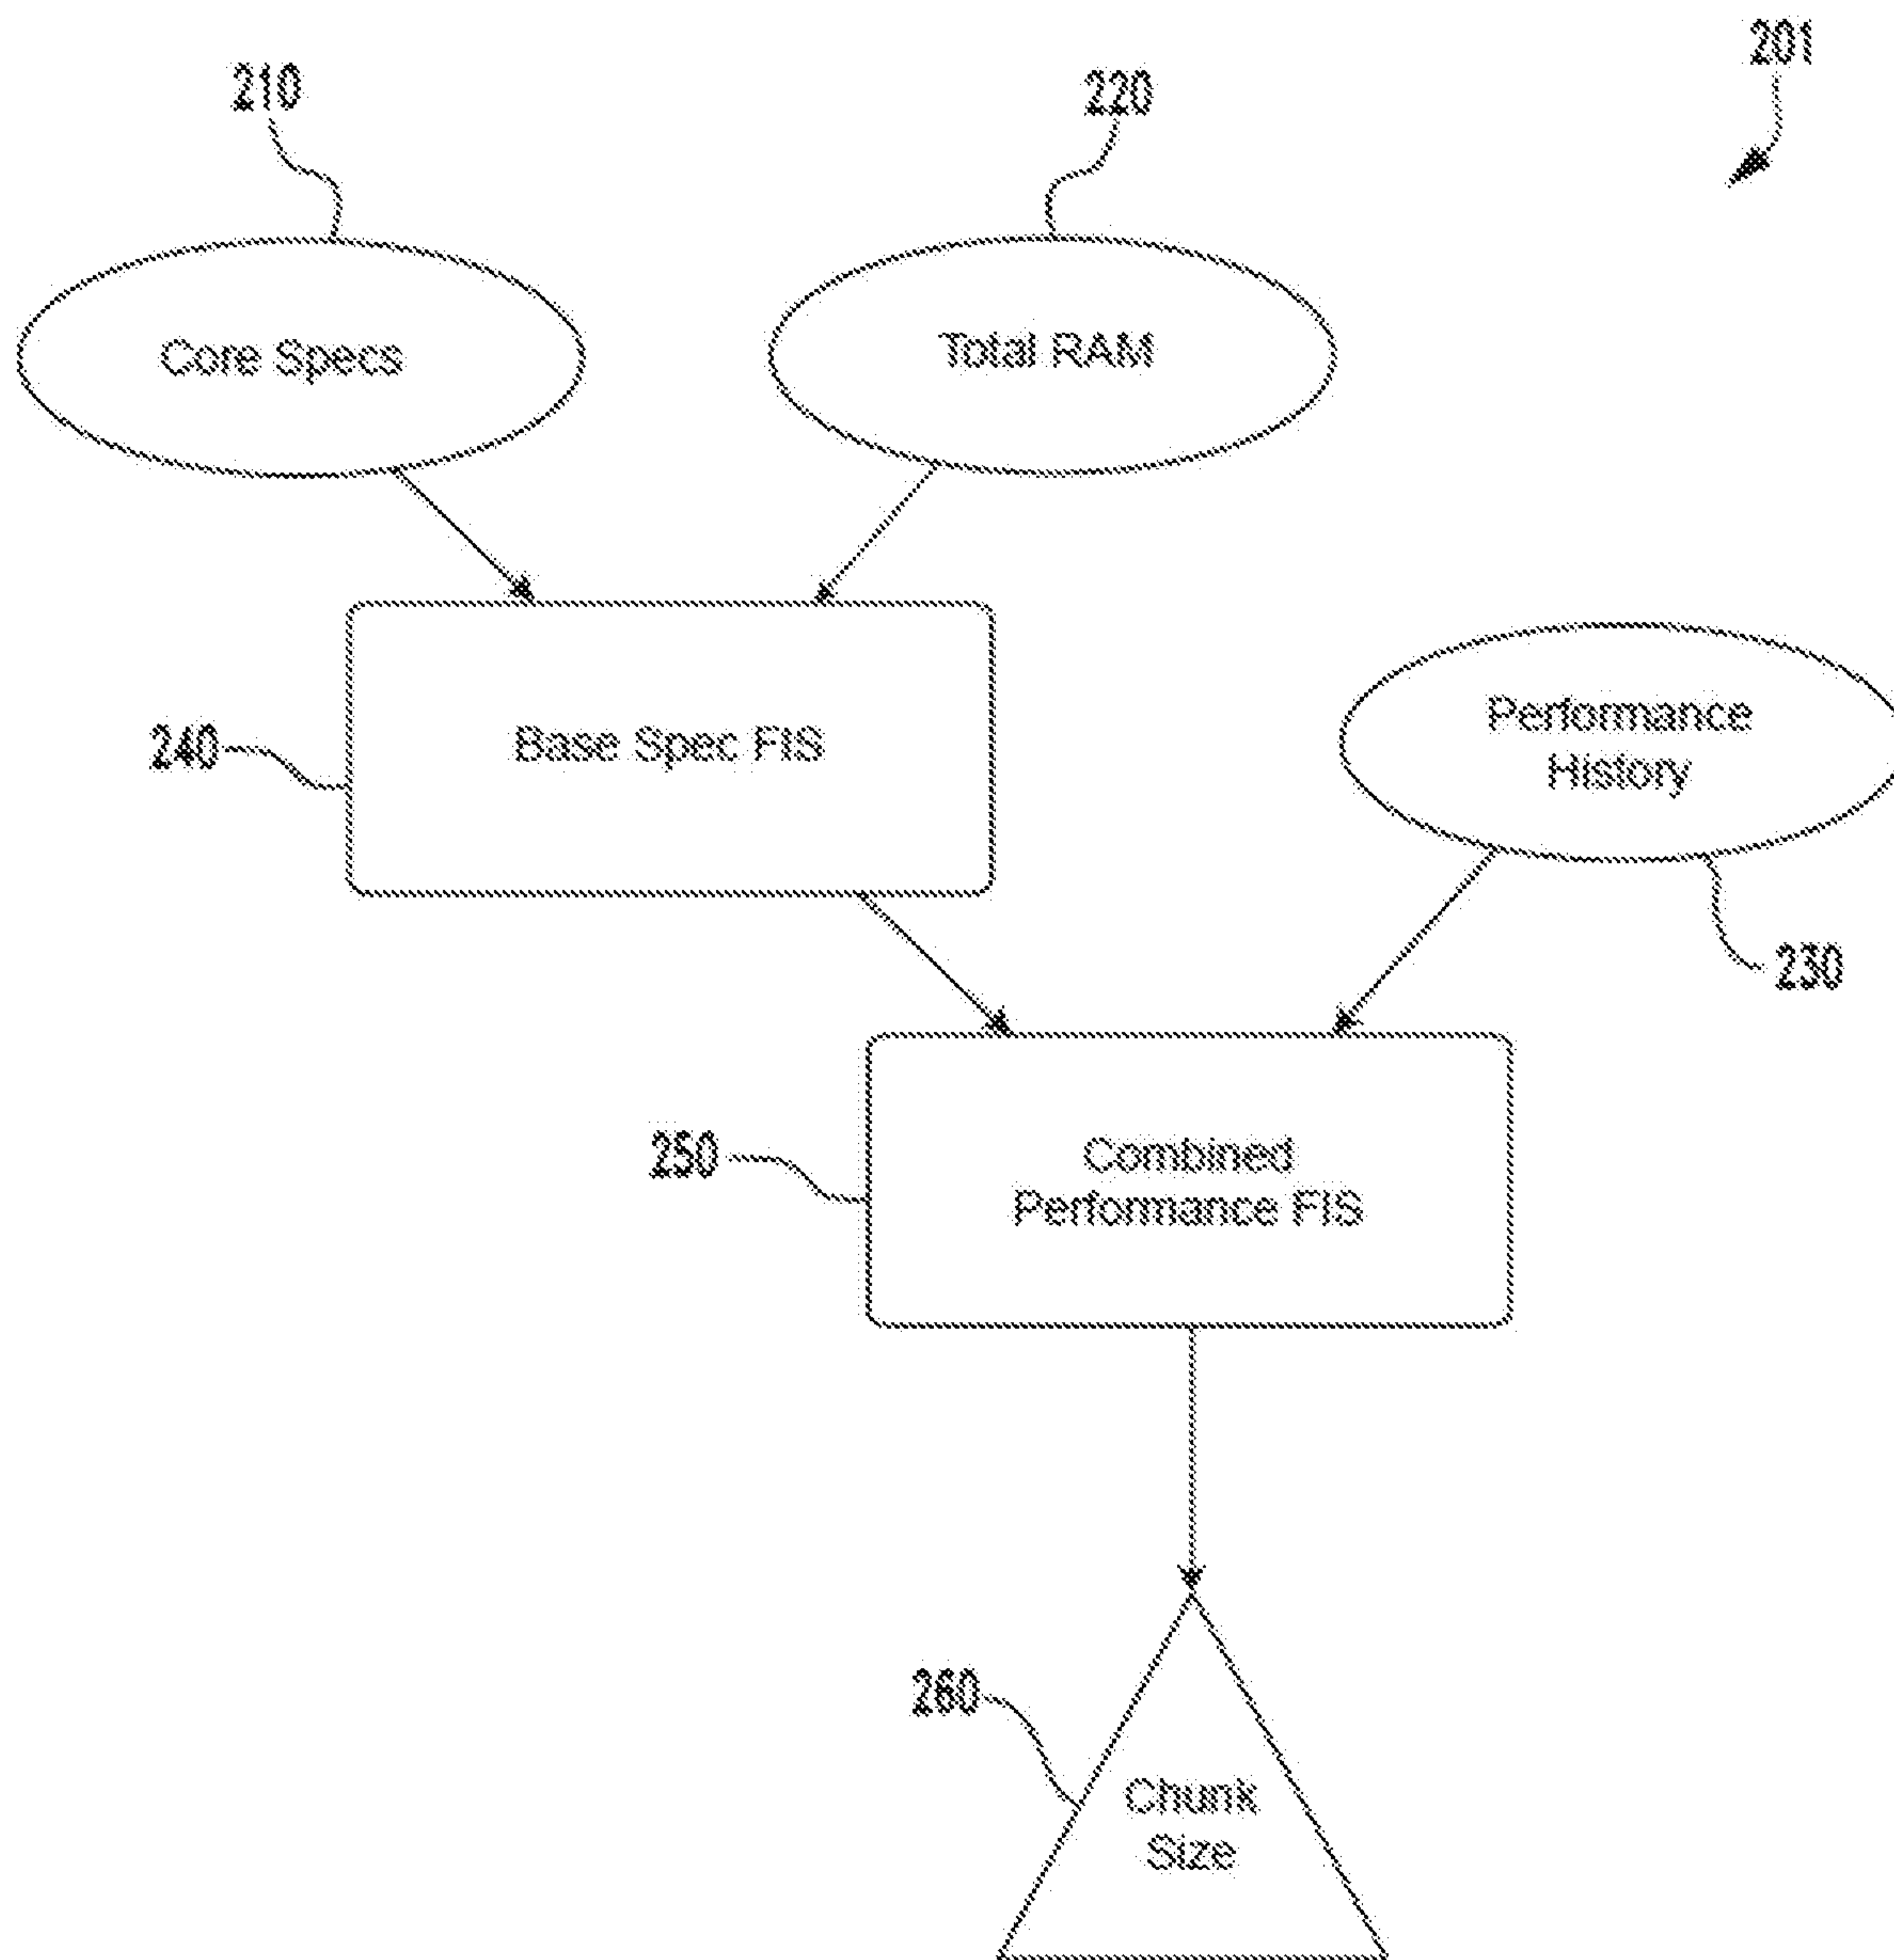 201
210
220
Core Specs
Total RAM
240
Base Spec FIS
Performance
History
230
250
Combined
Performance FIS
260
Chunk
Size